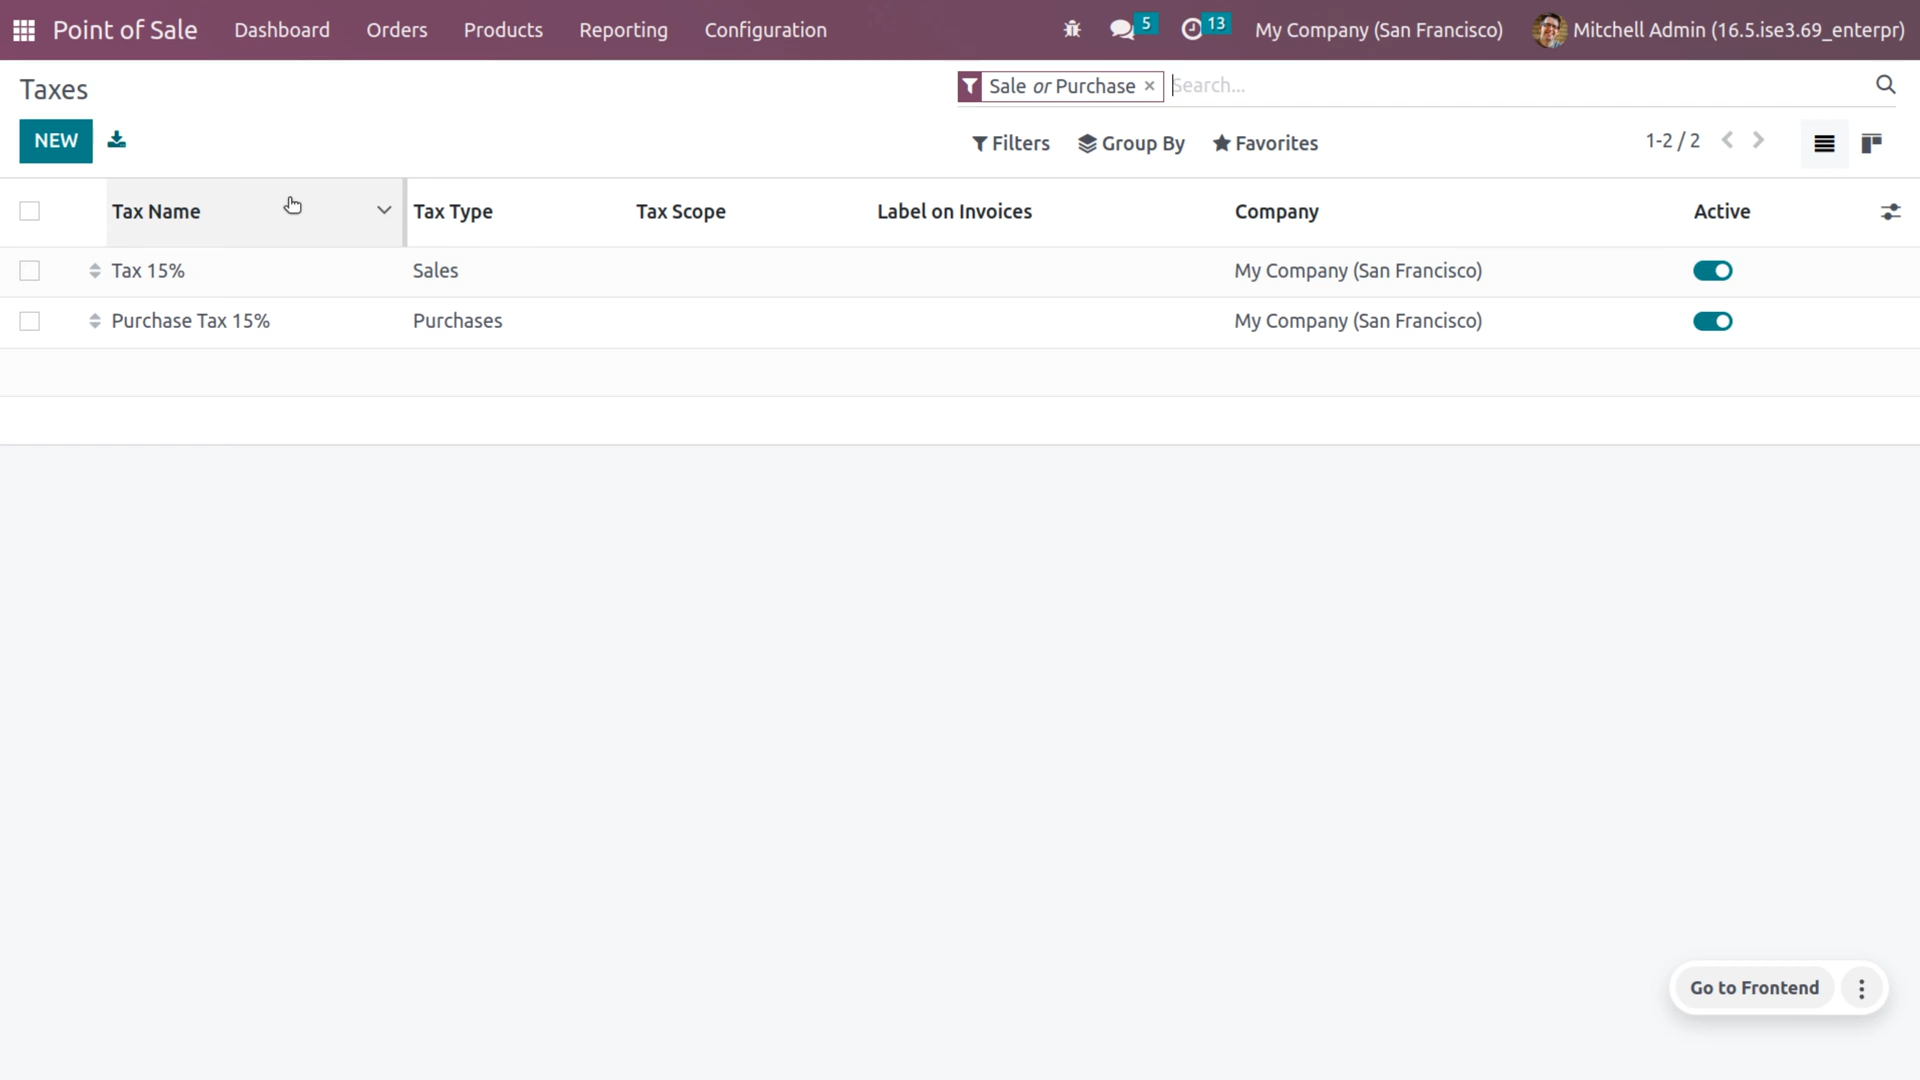 Point of Sale Dashboard Orders Products Reporting Configuration 5 13 My Company (San Francisco) Mitchell Admin (16.5.ise3.69_enterpr)
Taxes Sale or Purchase × Search...
NEW Filters Group By Favorites 1-2 / 2
Tax Name Tax Type Tax Scope Label on Invoices Company Active
Tax 15% Sales My Company (San Francisco)
Purchase Tax 15% Purchases My Company (San Francisco)
Go to Frontend